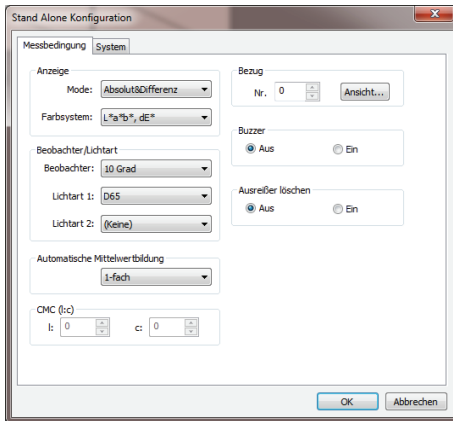 Stand Alone Konfiguration
Messbedingung
System
Anzeige
Mode: Absolut&Differenz
Farbsystem: L*a*b*, dE*
Beobachter/Lichtart
Beobachter: 10 Grad
Lichtart 1: D65
Lichtart 2: (Keine)
Automatische Mittelwertbildung
1-fach
CMC (l:c)
l: 0 c: 0
Bezug
Nr. 0 Ansicht...
Buzzer
Aus Ein
Ausreißer löschen
Aus Ein
OK Abbrechen